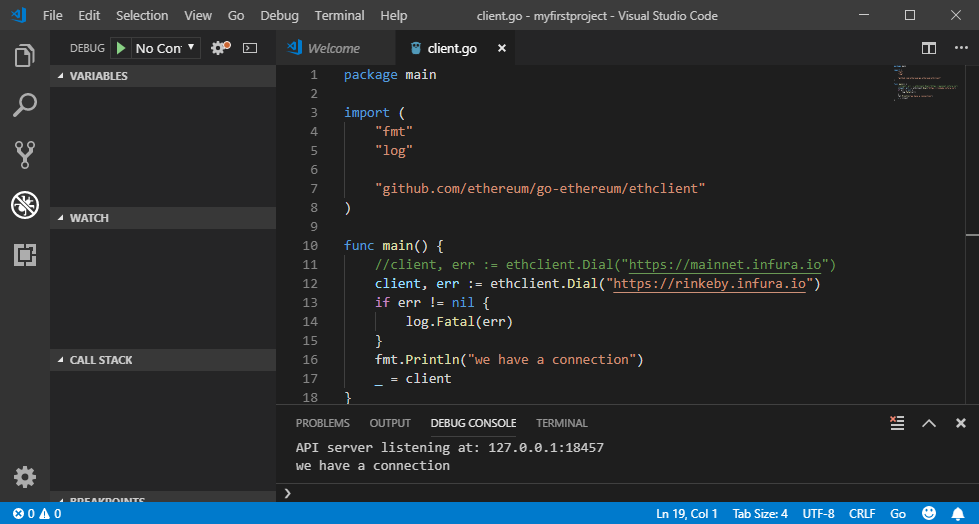 File Edit Selection View Go Debug Terminal Help client.go - myfirstproject - Visual Studio Code
DEBUG No Con
Welcome
client.go
VARIABLES
WATCH
CALL STACK
BREAKPOINTS
1 package main
2
3 import (
4 "fmt"
5 "log"
6
7 "github.com/ethereum/go-ethereum/ethclient"
8 )
9
10 func main() {
11 //client, err := ethclient.Dial("https://mainnet.infura.io")
12 client, err := ethclient.Dial("https://rinkeby.infura.io")
13 if err != nil {
14 log.Fatal(err)
15 }
16 fmt.Println("we have a connection")
17 _ = client
18 }
PROBLEMS OUTPUT DEBUG CONSOLE TERMINAL
API server listening at: 127.0.0.1:18457
we have a connection
0 0 Ln 19, Col 1 Tab Size: 4 UTF-8 CRLF Go